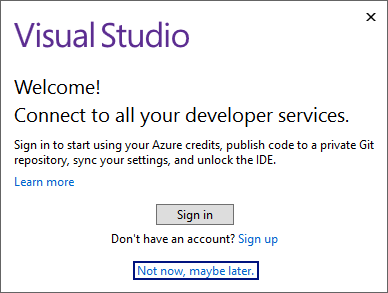 Visual Studio
Welcome!
Connect to all your developer services.
Sign in to start using your Azure credits, publish code to a private Git
repository, sync your settings, and unlock the IDE.
Learn more
Sign in
Don't have an account? Sign up
Not now, maybe later.